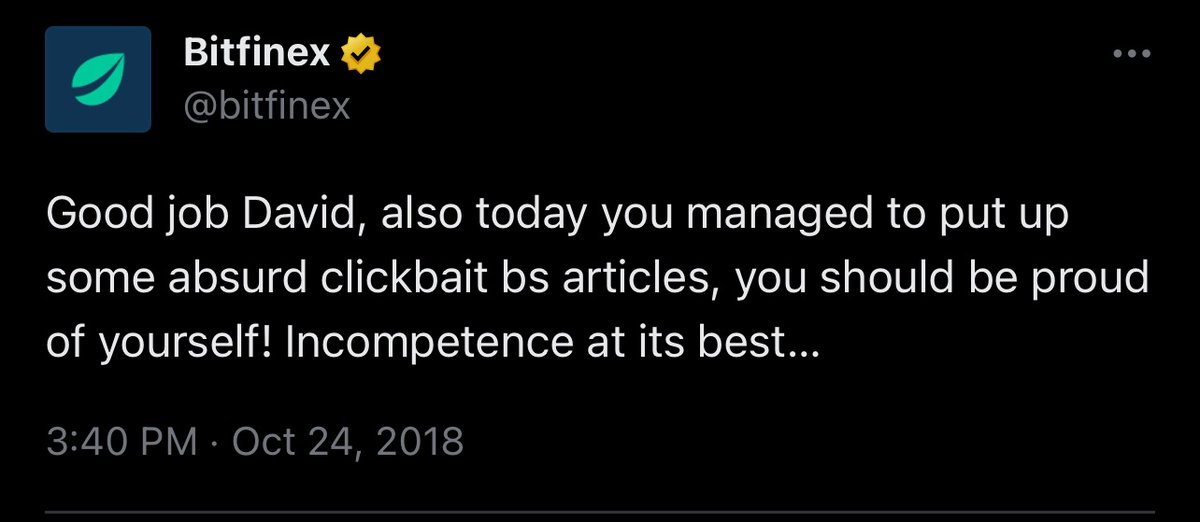 Bitfinex
@bitfinex
Good job David, also today you managed to put up
some absurd clickbait bs articles, you should be proud
of yourself! Incompetence at its best...
3:40 PM · Oct 24, 2018